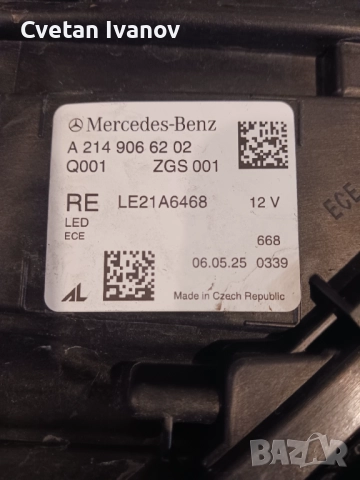 Cvetan Ivanov
Mercedes-Benz
A 214 906 62 02
Q001 ZGS 001
RE LE21A6468 12 V
LED
ECE
668
06.05.25 0339
AL Made in Czech Republic
ECE
BAZAR